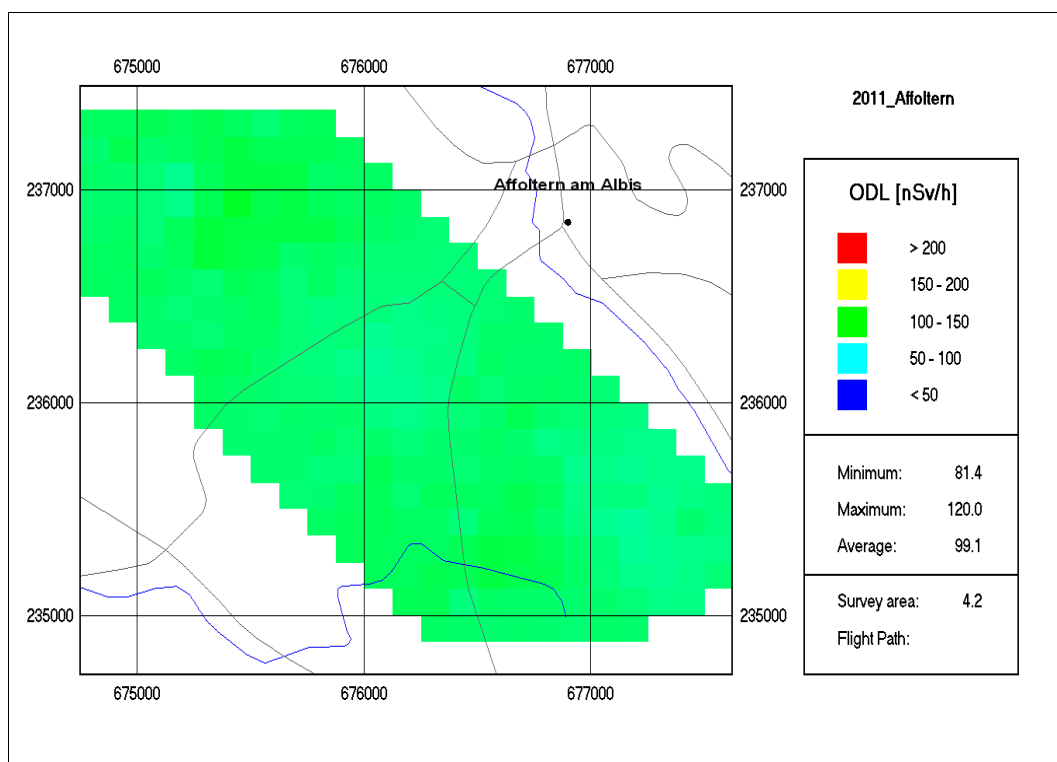 675000 676000 677000
2011_Affoltern
237000 237000
Affoltern am Albis
ODL [nSv/h]
> 200
150 - 200
100 - 150
50 - 100
< 50
236000 236000
Minimum: 81.4
Maximum: 120.0
Average: 99.1
Survey area: 4.2
Flight Path:
235000 235000
675000 676000 677000